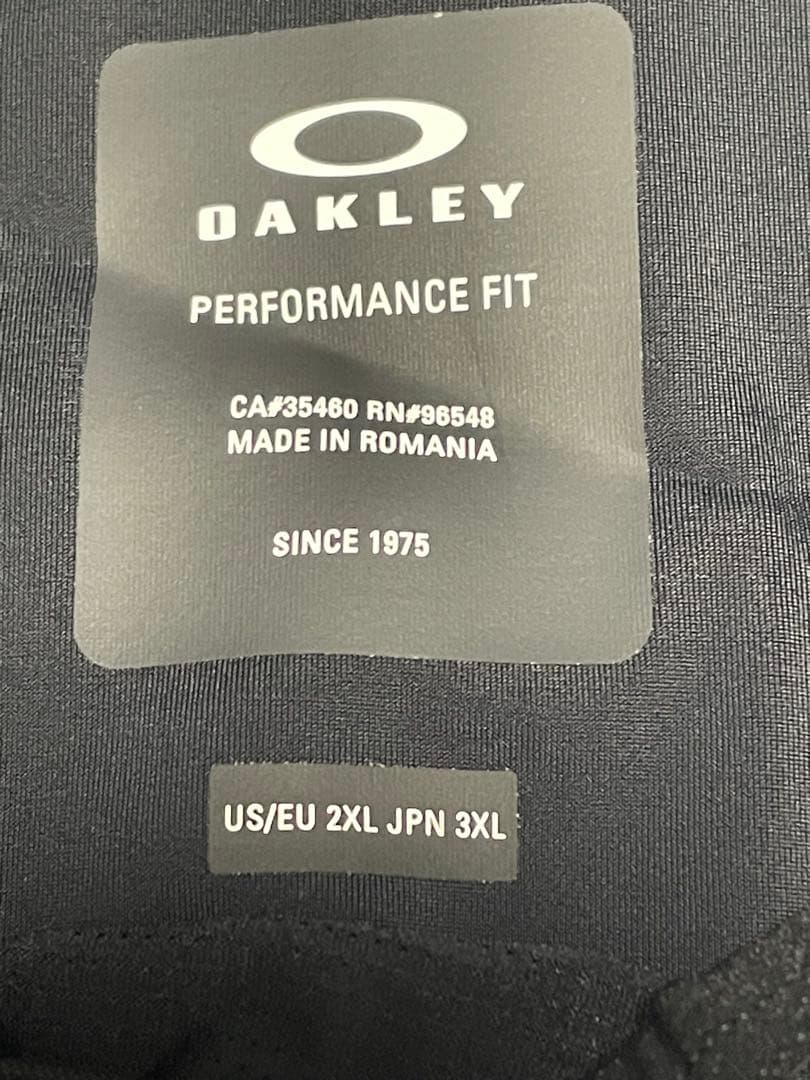 OAKLEY
PERFORMANCE FIT
CA#35460 RN#96548
MADE IN ROMANIA
SINCE 1975
US/EU 2XL JPN 3XL